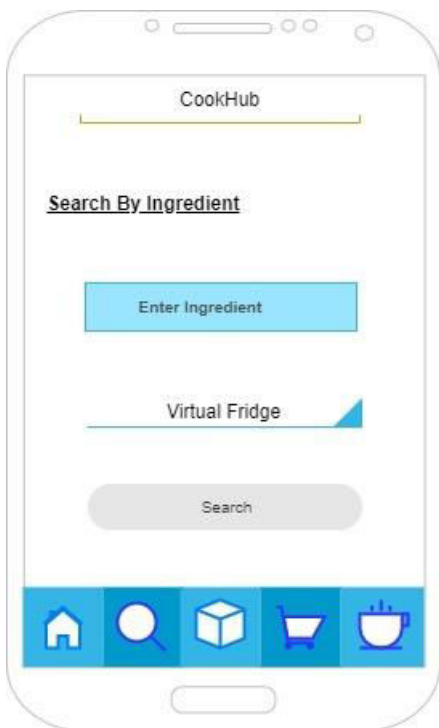 CookHub
Search By Ingredient
Enter Ingredient
Virtual Fridge
Search